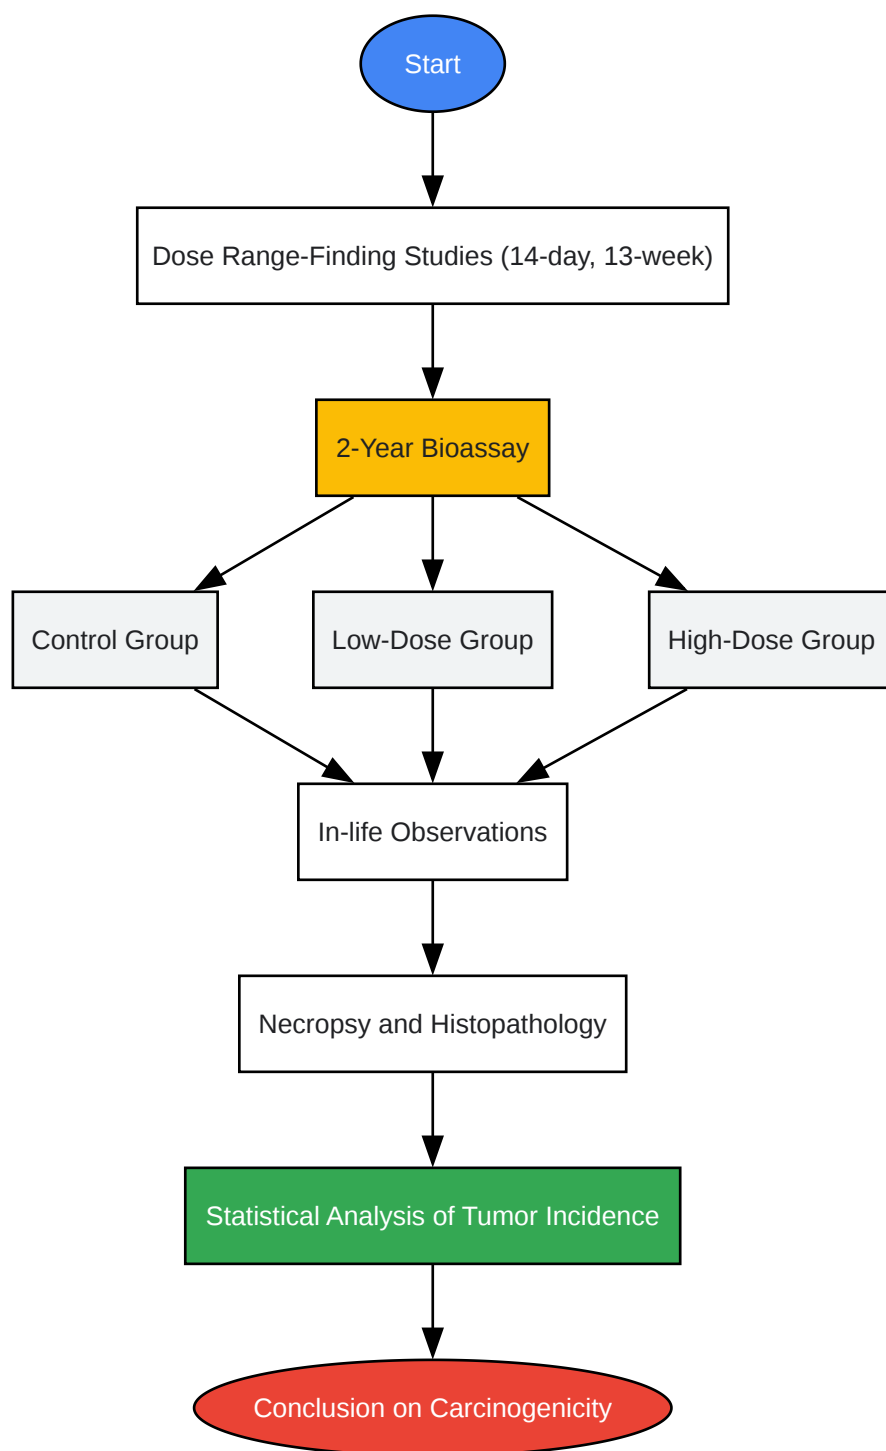 Start
Dose Range-Finding Studies (14-day, 13-week)
2-Year Bioassay
Control Group
Low-Dose Group
High-Dose Group
In-life Observations
Necropsy and Histopathology
Statistical Analysis of Tumor Incidence
Conclusion on Carcinogenicity